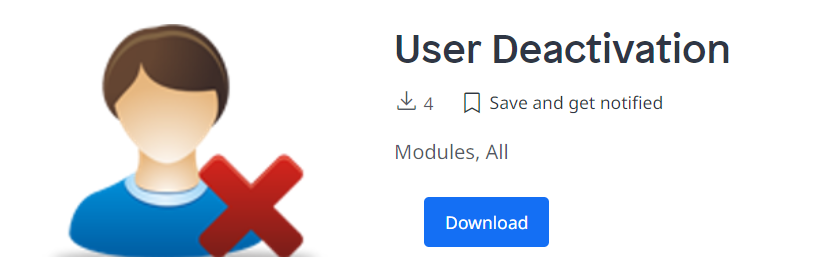 User Deactivation
4 Save and get notified
Modules, All
Download